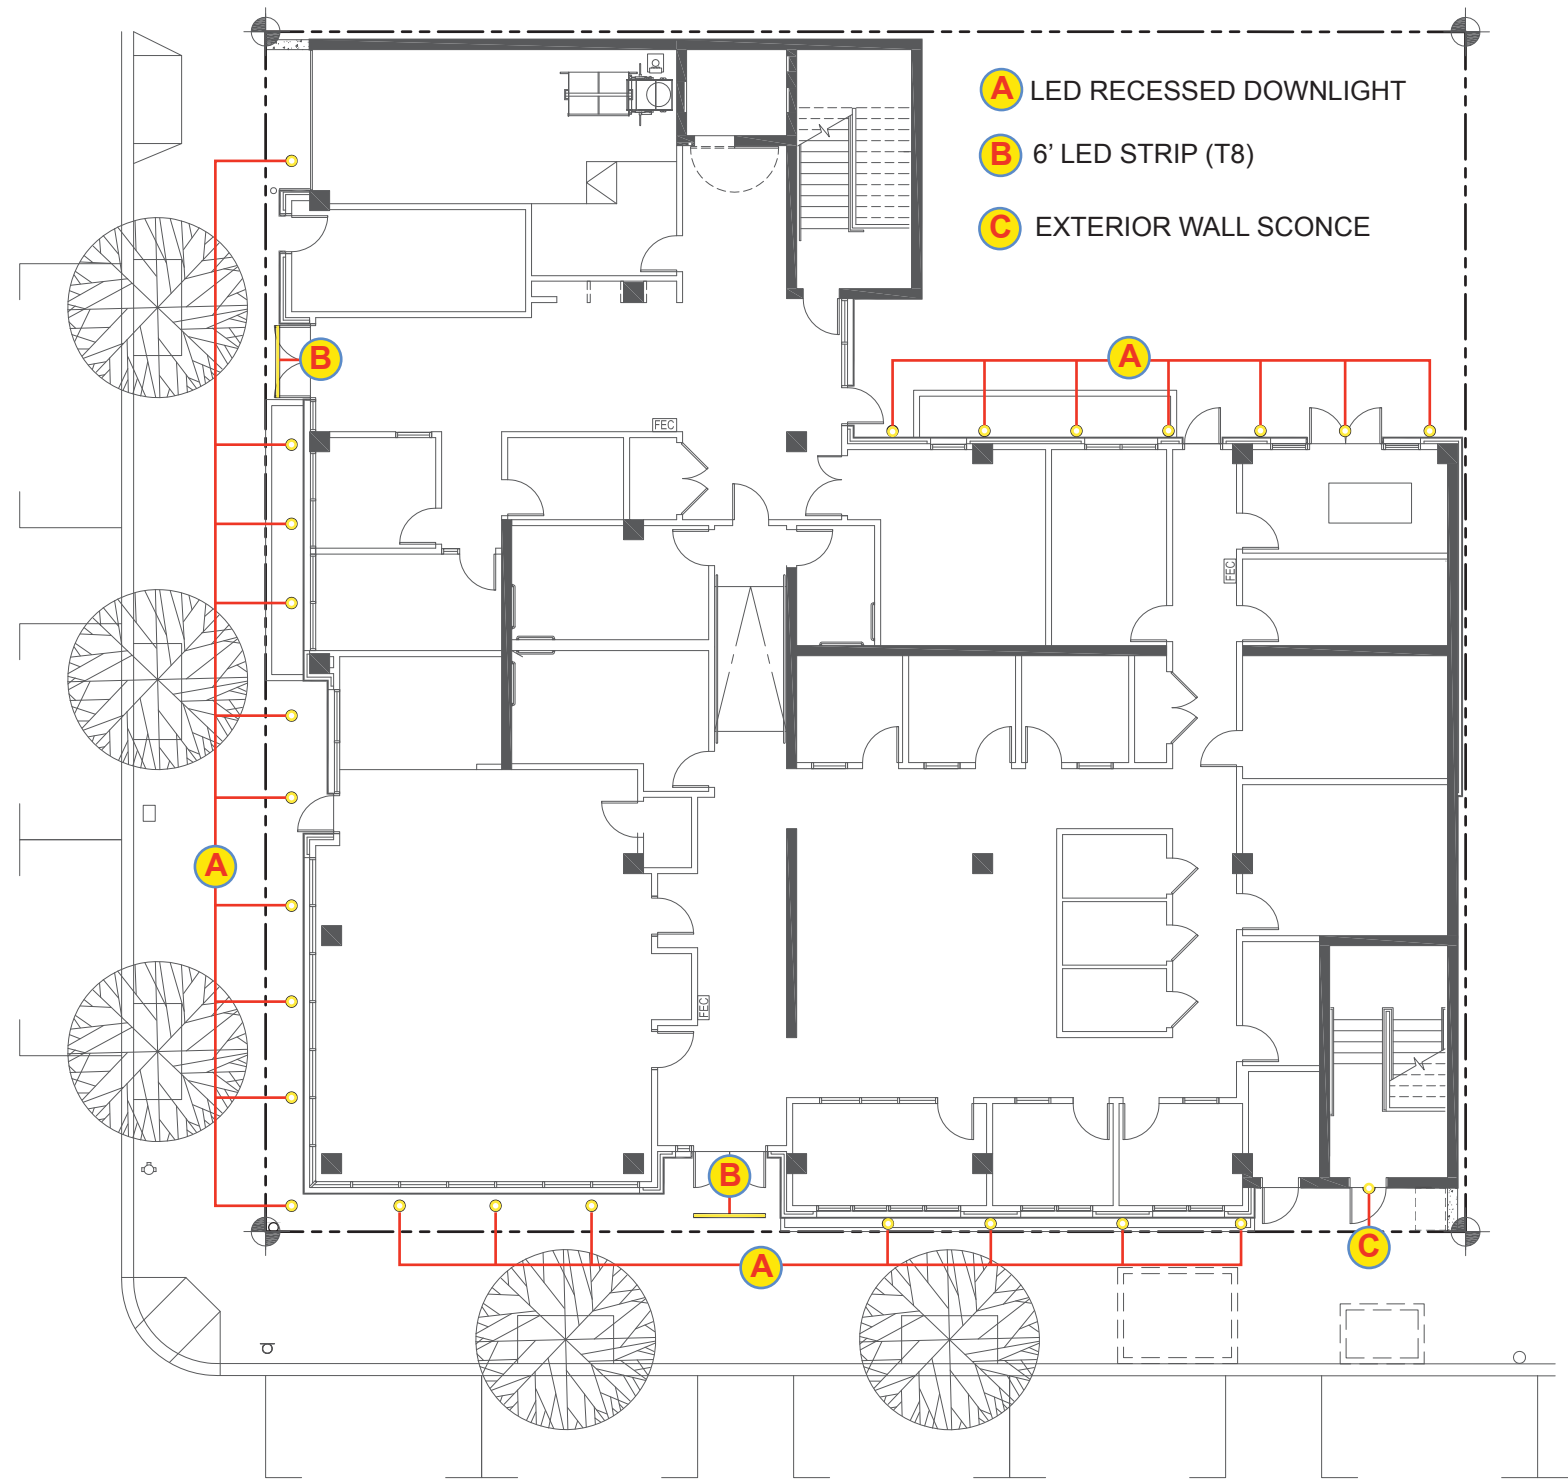 A LED RECESSED DOWNLIGHT
B 6’ LED STRIP (T8)
C EXTERIOR WALL SCONCE
B
A
FEC
FEC
A
FEC
B
C
A